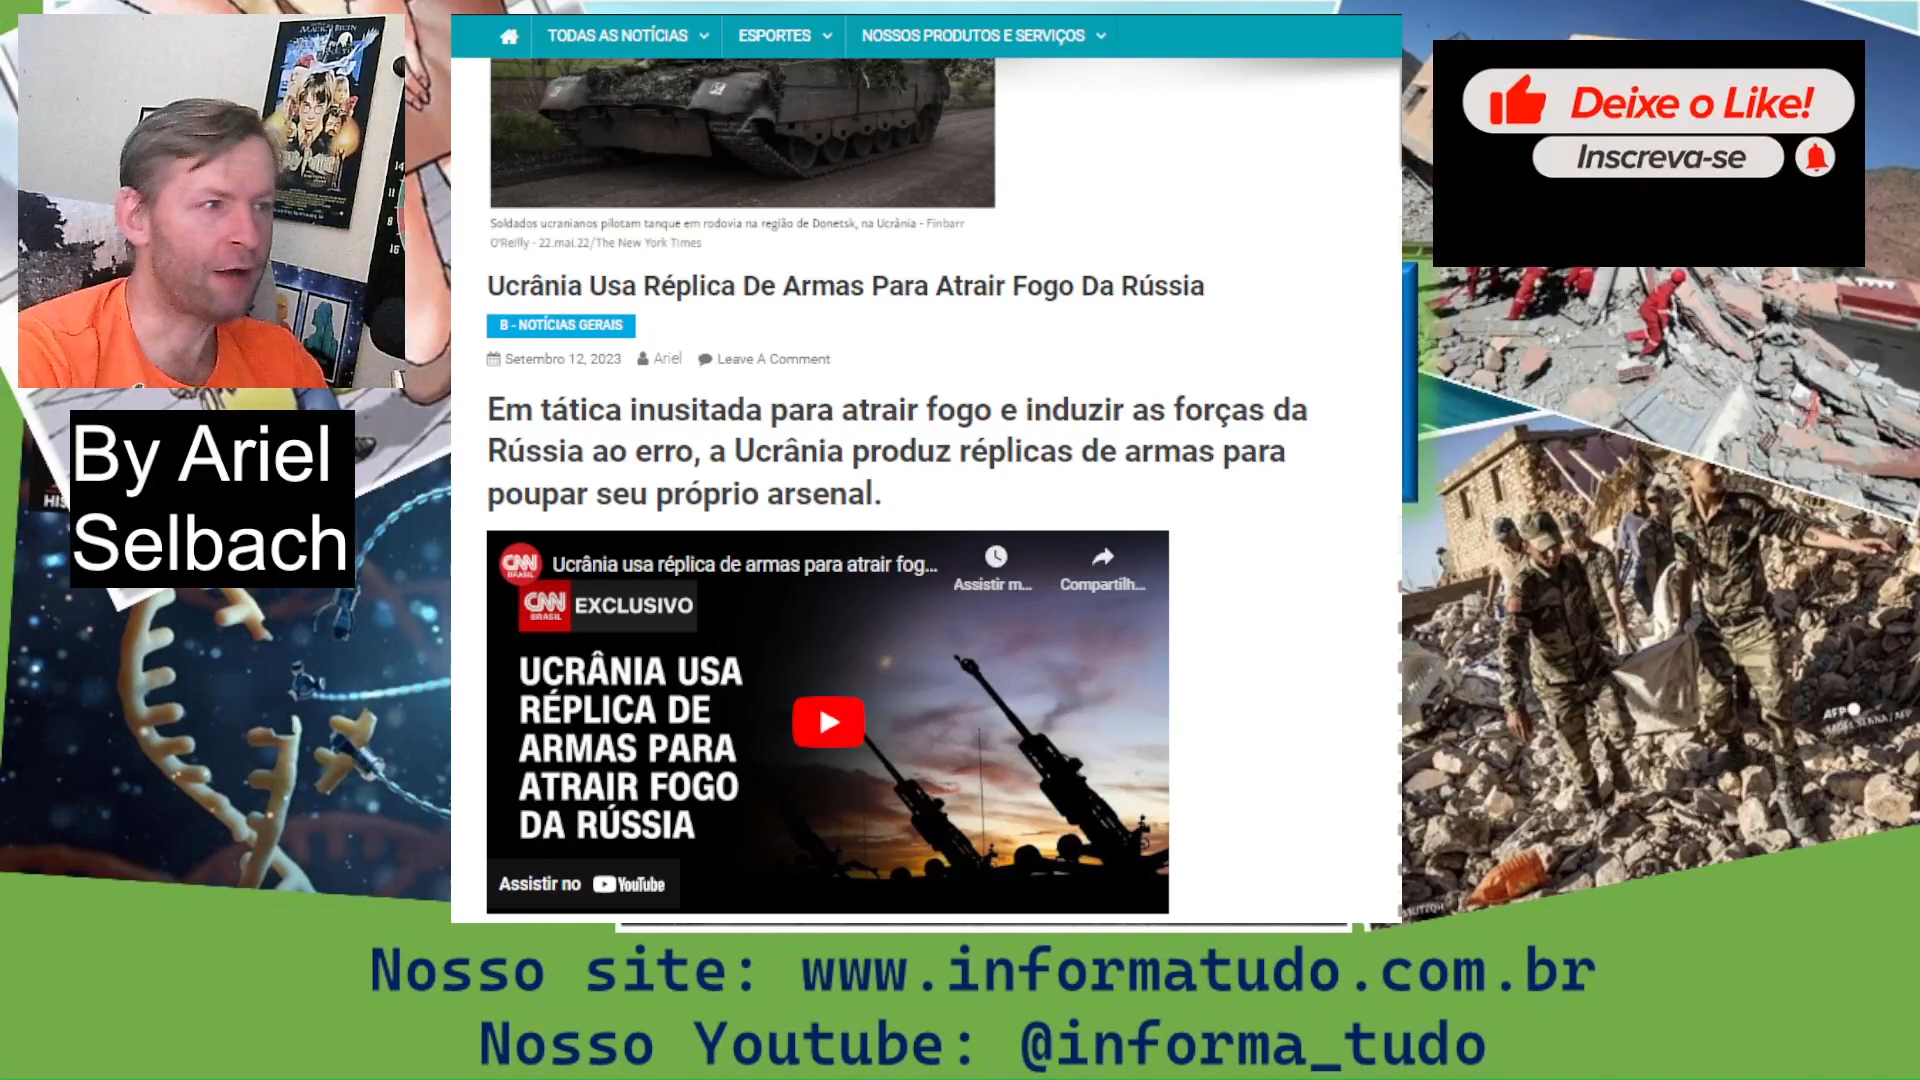 TODAS AS NOTÍCIAS
ESPORTES
NOSSOS PRODUTOS E SERVIÇOS
Deixe o Like!
Inscreva-se
Soldados ucranianos pilotam tanque em rodovia na região de Donetsk, na Ucrânia - Finbarr
O'Reilly - 22.mai.22/The New York Times
Ucrânia Usa Réplica De Armas Para Atrair Fogo Da Rússia
B - NOTÍCIAS GERAIS
Setembro 12, 2023 Ariel Leave A Comment
Em tática inusitada para atrair fogo e induzir as forças da
Rússia ao erro, a Ucrânia produz réplicas de armas para
poupar seu próprio arsenal.
By Ariel
Selbach
HIS
CNN
BRASIL
Ucrânia usa réplica de armas para atrair fog...
Assistir m...
Compartilh...
CNN
BRASIL
EXCLUSIVO
UCRÂNIA USA
RÉPLICA DE
ARMAS PARA
ATRAIR FOGO
DA RÚSSIA
Assistir no YouTube
AFP
Nosso site: www.informatudo.com.br
Nosso Youtube: @informa_tudo